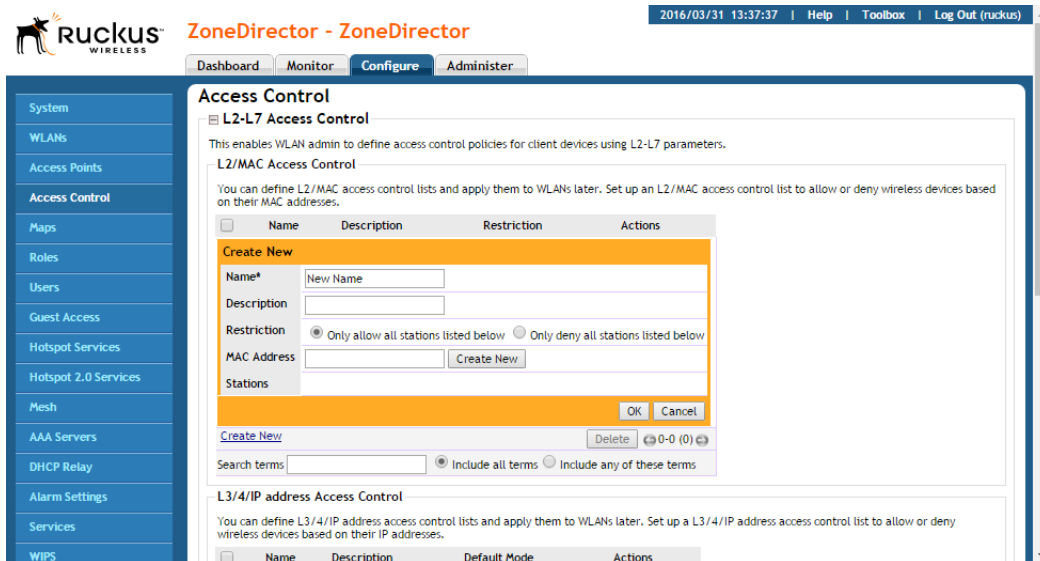 2016/03/31 13:37:37 | Help | Toolbox | Log Out (ruckus)
RUCKUS
WIRELESS
ZoneDirector - ZoneDirector
Dashboard Monitor Configure Administer
System
WLANs
Access Points
Access Control
Maps
Roles
Users
Guest Access
Hotspot Services
Hotspot 2.0 Services
Mesh
AAA Servers
DHCP Relay
Alarm Settings
Services
WIPS
Access Control
L2-L7 Access Control
This enables WLAN admin to define access control policies for client devices using L2-L7 parameters.
L2/MAC Access Control
You can define L2/MAC access control lists and apply them to WLANs later. Set up an L2/MAC access control list to allow or deny wireless devices based
on their MAC addresses.
Name Description Restriction Actions
Create New
Name* New Name
Description
Restriction Only allow all stations listed below Only deny all stations listed below
MAC Address Create New
Stations
OK Cancel
Create New Delete 0-0 (0)
Search terms Include all terms Include any of these terms
L3/4/IP address Access Control
You can define L3/4/IP address access control lists and apply them to WLANs later. Set up a L3/4/IP address access control list to allow or deny
wireless devices based on their IP addresses.
Name Description Default Mode Actions